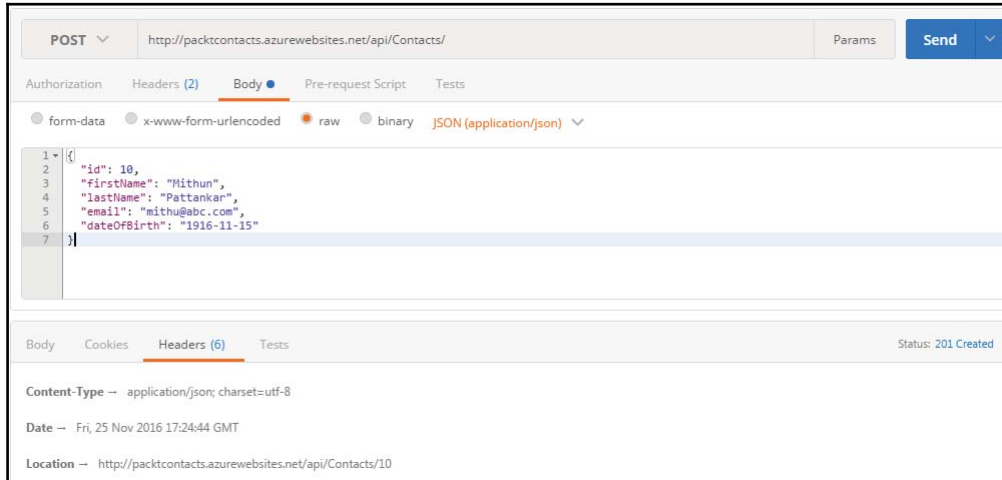 POST http://packtcontacts.azurewebsites.net/api/Contacts/ Params Send
Authorization Headers (2) Body Pre-request Script Tests
form-data x-www-form-urlencoded raw binary JSON (application/json)
1 {
2 "id": 10,
3 "firstName": "Mithun",
4 "lastName": "Pattankar",
5 "email": "mithu@abc.com",
6 "dateOfBirth": "1916-11-15"
7 }
Body Cookies Headers (6) Tests Status: 201 Created
Content-Type → application/json; charset=utf-8
Date → Fri, 25 Nov 2016 17:24:44 GMT
Location → http://packtcontacts.azurewebsites.net/api/Contacts/10